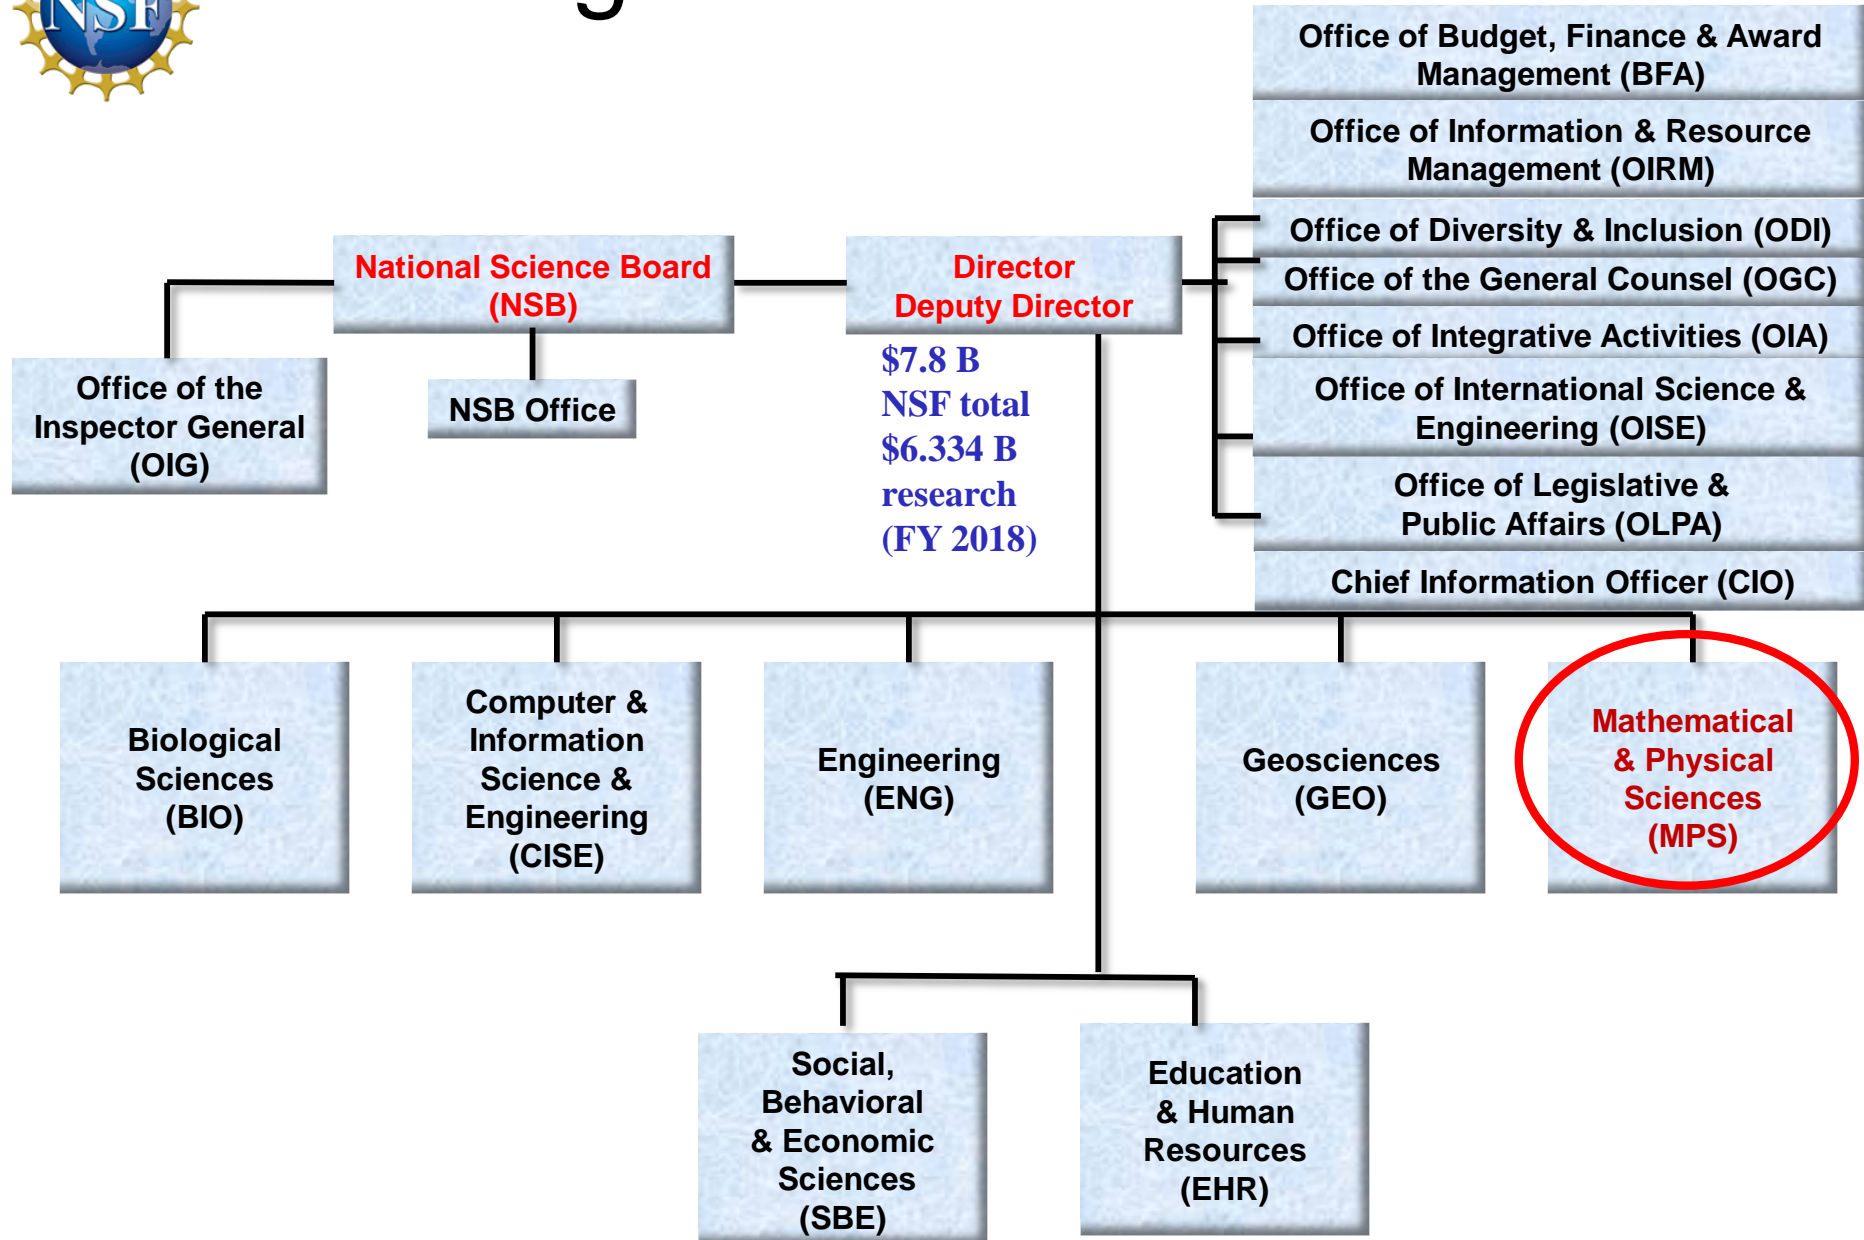 NSF
Office of Budget, Finance & Award
Management (BFA)
Office of Information & Resource
Management (OIRM)
Office of Diversity & Inclusion (ODI)
Office of the General Counsel (OGC)
Office of Integrative Activities (OIA)
Office of International Science &
Engineering (OISE)
Office of Legislative &
Public Affairs (OLPA)
Chief Information Officer (CIO)
National Science Board
(NSB)
Director
Deputy Director
$7.8 B
NSF total
$6.334 B
research
(FY 2018)
Office of the
Inspector General
(OIG)
NSB Office
Biological
Sciences
(BIO)
Computer &
Information
Science &
Engineering
(CISE)
Engineering
(ENG)
Geosciences
(GEO)
Mathematical
& Physical
Sciences
(MPS)
Social,
Behavioral
& Economic
Sciences
(SBE)
Education
& Human
Resources
(EHR)